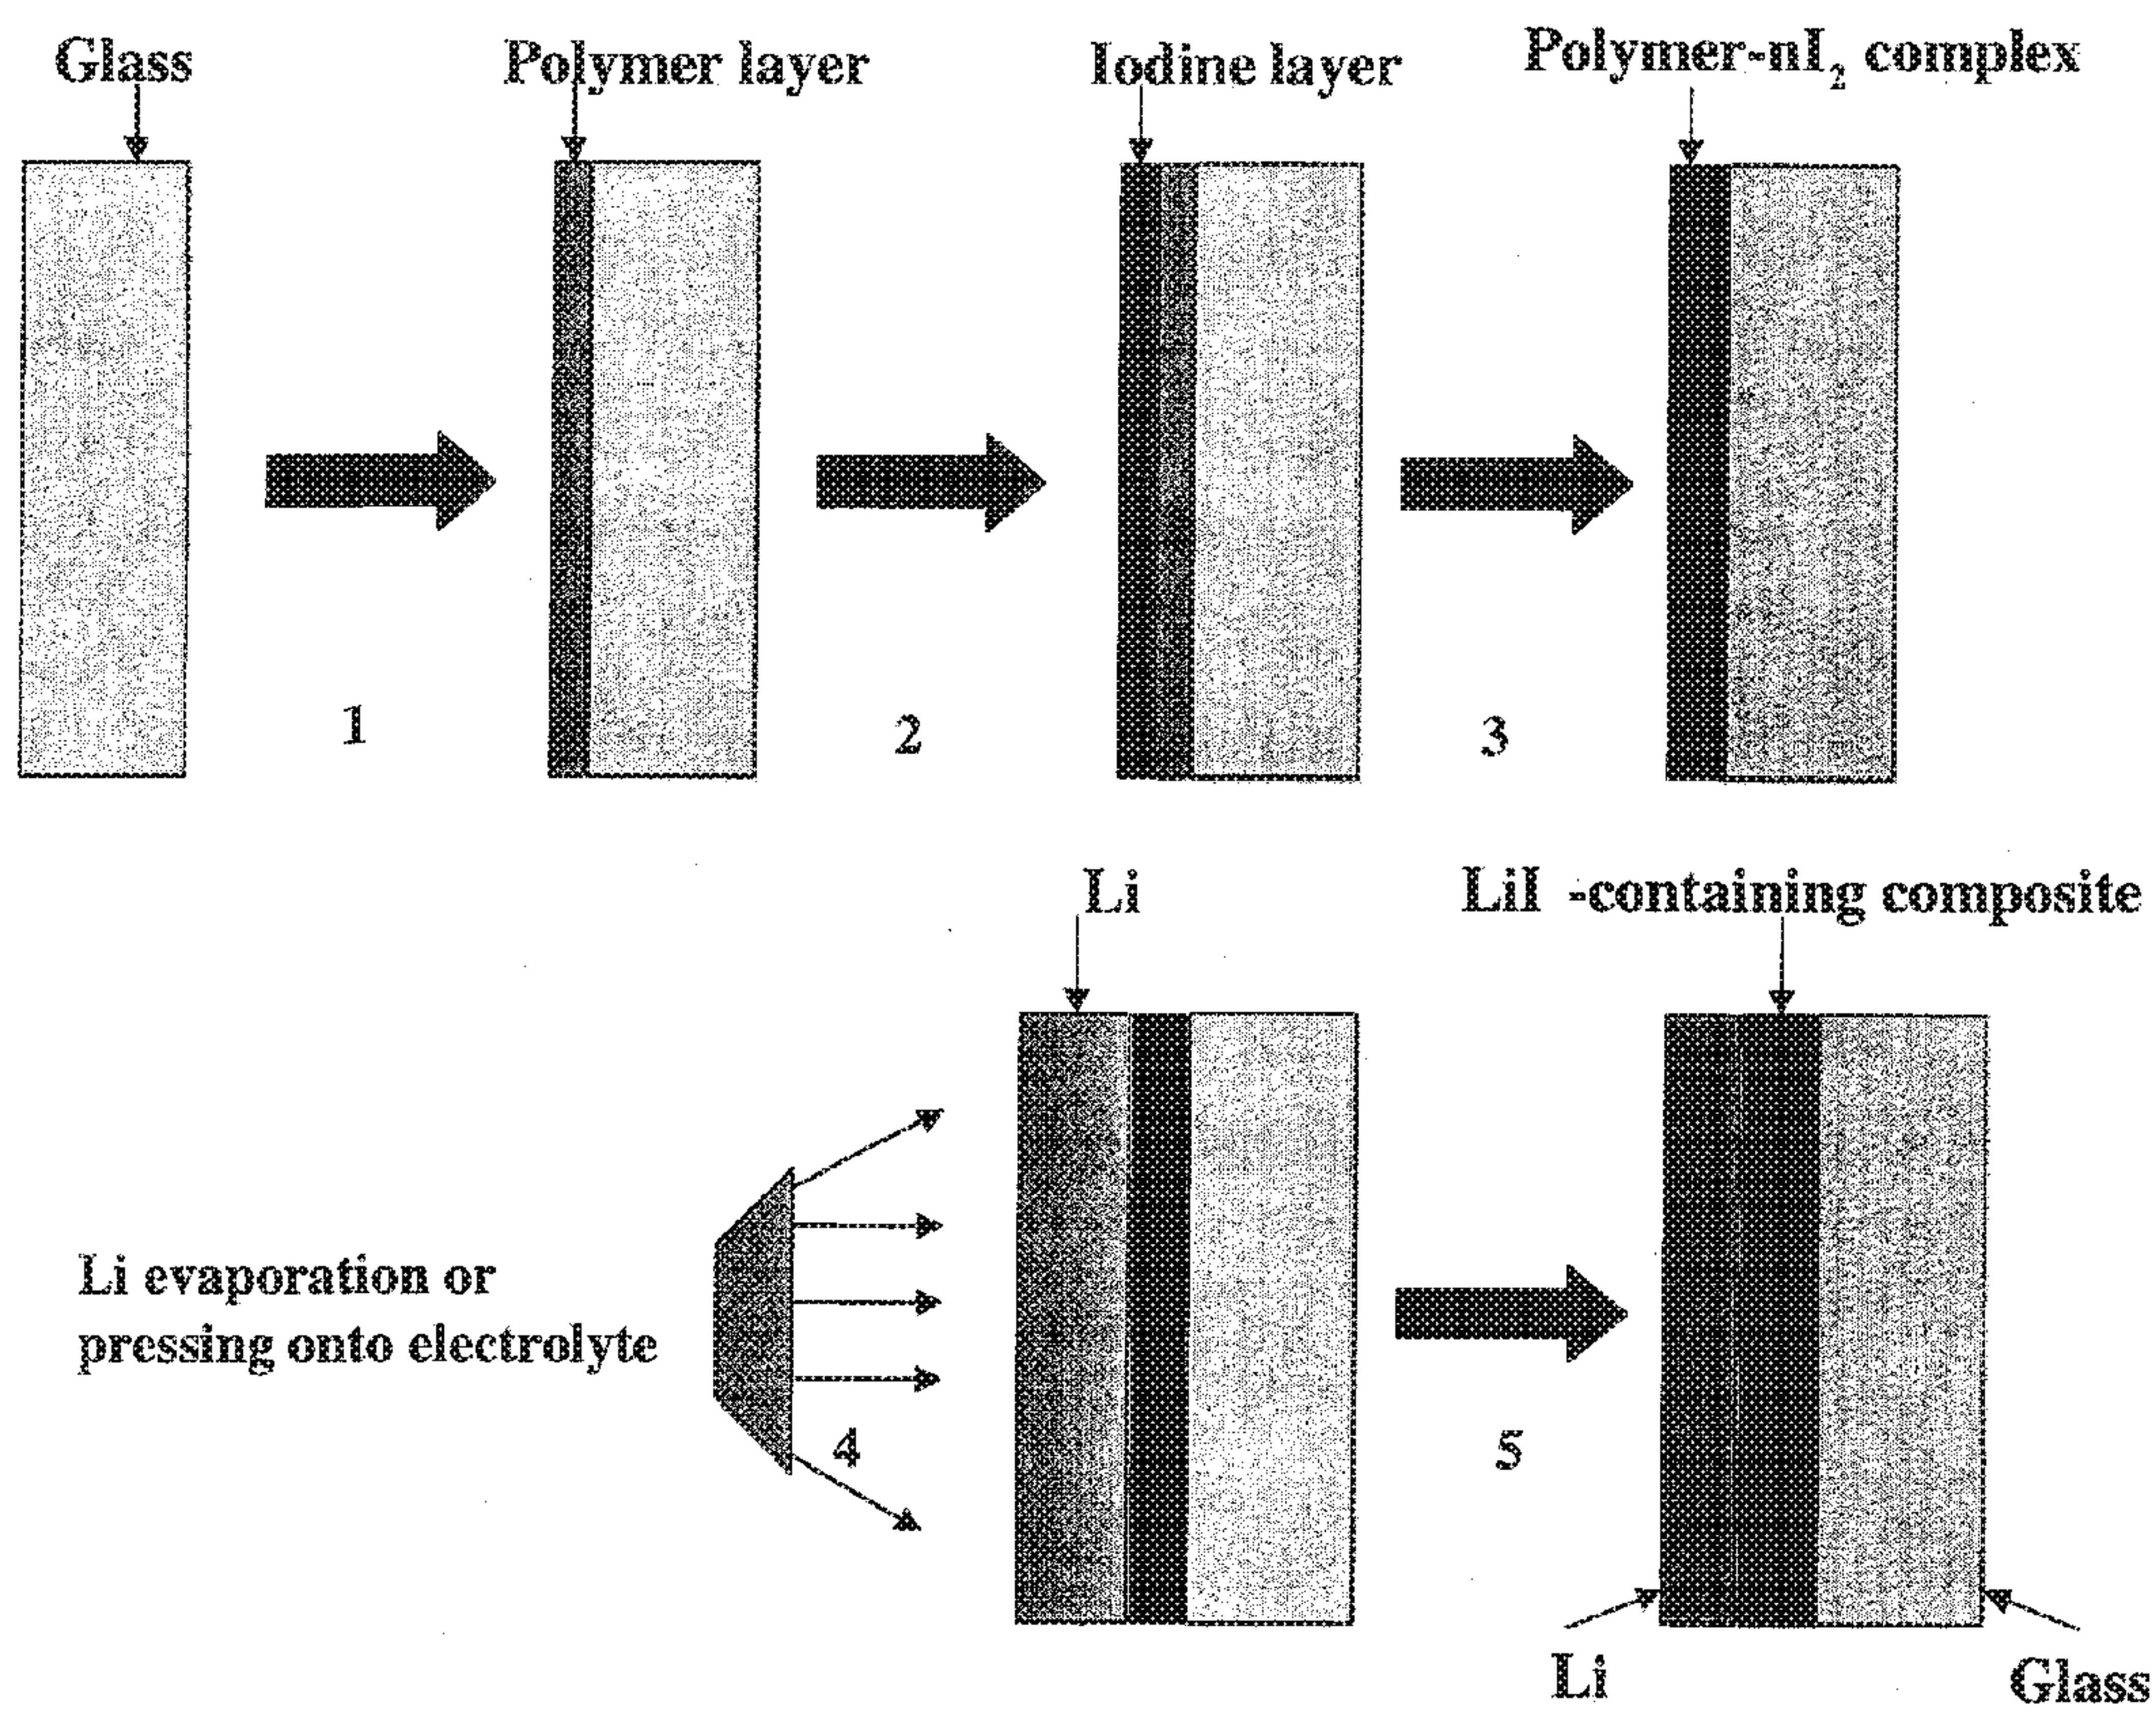 Glass
Polymer layer
Iodine layer
Polymer-nI₂ complex
1
2
3
Li
LiI -containing composite
Li evaporation or
pressing onto electrolyte
4
5
Li
Glass